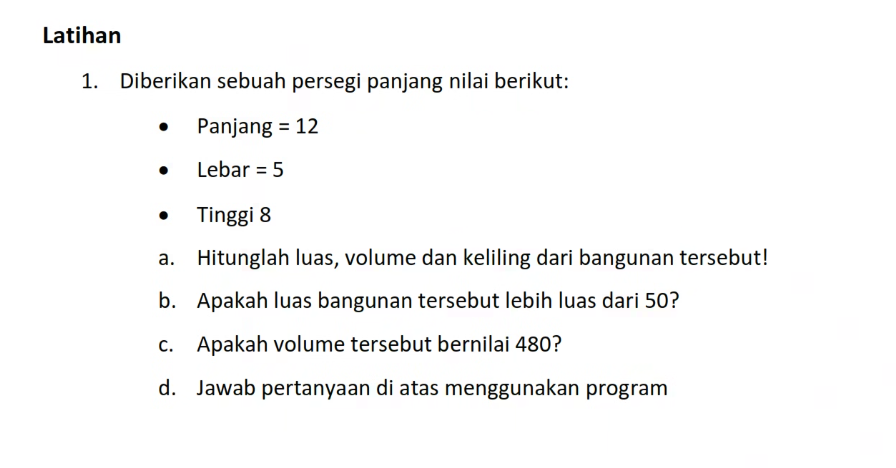 Latihan
1. Diberikan sebuah persegi panjang nilai berikut:
• Panjang = 12
• Lebar = 5
• Tinggi 8
a. Hitunglah luas, volume dan keliling dari bangunan tersebut!
b. Apakah luas bangunan tersebut lebih luas dari 50?
c. Apakah volume tersebut bernilai 480?
d. Jawab pertanyaan di atas menggunakan program